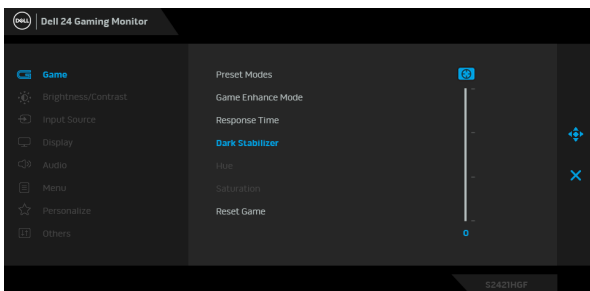 DELL
Dell 24 Gaming Monitor
Game
Brightness/Contrast
Input Source
Display
Audio
Menu
Personalize
Others
Preset Modes
Game Enhance Mode
Response Time
Dark Stabilizer
Hue
Saturation
Reset Game
0
S2421HGF